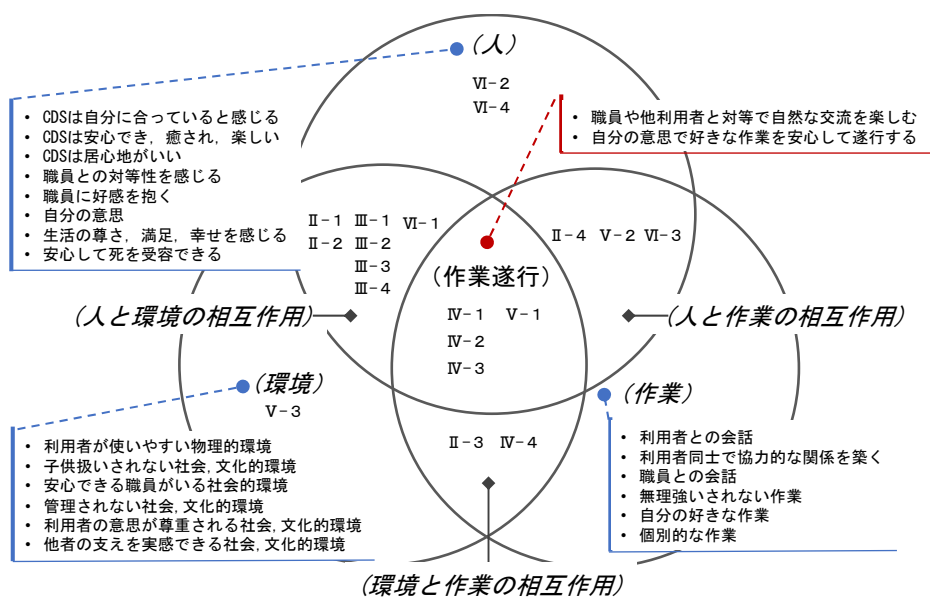 (人)
Ⅵ-2
Ⅵ-4
• CDSは自分に合っていると感じる
• CDSは安心でき, 癒され, 楽しい
• CDSは居心地がいい
• 職員との対等性を感じる
• 職員に好感を抱く
• 自分の意思
• 生活の尊さ, 満足, 幸せを感じる
• 安心して死を受容できる
• 職員や他利用者と対等で自然な交流を楽しむ
• 自分の意思で好きな作業を安心して遂行する
Ⅱ-1 Ⅲ-1 Ⅵ-1
Ⅱ-2 Ⅲ-2
Ⅲ-3
Ⅲ-4
Ⅱ-4 Ⅴ-2 Ⅵ-3
(作業遂行)
Ⅳ-1 Ⅴ-1
Ⅳ-2
Ⅳ-3
(人と環境の相互作用)
(人と作業の相互作用)
(環境)
Ⅴ-3
(作業)
• 利用者が使いやすい物理的環境
• 子供扱いされない社会, 文化的環境
• 安心できる職員がいる社会的環境
• 管理されない社会, 文化的環境
• 利用者の意思が尊重される社会, 文化的環境
• 他者の支えを実感できる社会, 文化的環境
Ⅱ-3 Ⅳ-4
• 利用者との会話
• 利用者同士で協力的な関係を築く
• 職員との会話
• 無理強いされない作業
• 自分の好きな作業
• 個別的な作業
(環境と作業の相互作用)